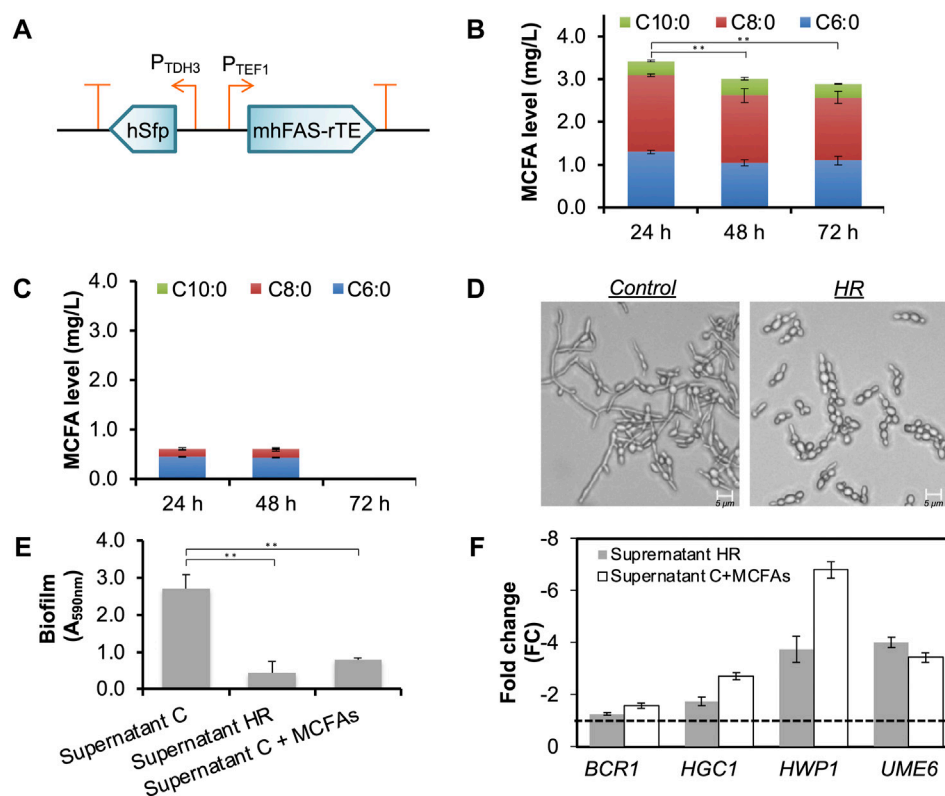 A
P_TDH3 P_TEF1
hSfp mhFAS-rTE
B
C10:0 C8:0 C6:0
MCFA level (mg/L)
4.0
3.0
2.0
1.0
0.0
** **
24 h 48 h 72 h
C
C10:0 C8:0 C6:0
MCFA level (mg/L)
4.0
3.0
2.0
1.0
0.0
24 h 48 h 72 h
D
Control HR
5 µm 5 µm
E
Biofilm
(A590nm)
4.0
3.0
2.0
1.0
0.0
** **
Supernatant C
Supernatant HR
Supernatant C + MCFAs
F
Suprernatant HR
Supernatant C+MCFAs
Fold change
(FC)
-8
-6
-4
-2
0
BCR1 HGC1 HWP1 UME6